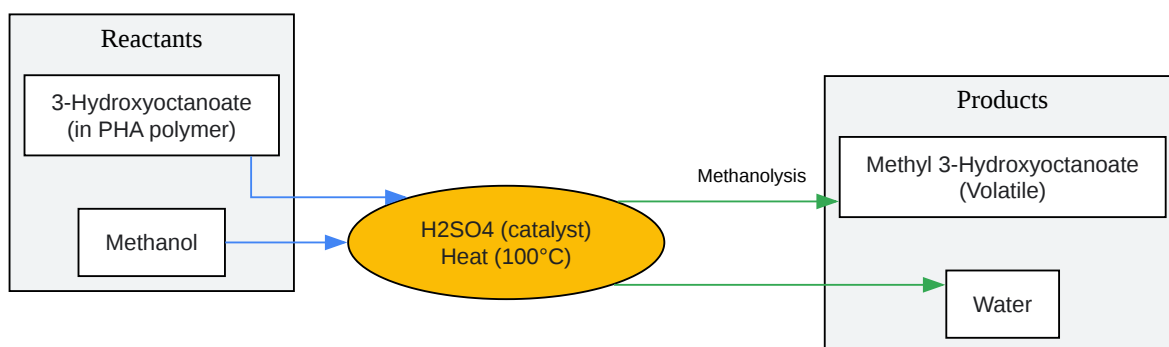 Reactants
3-Hydroxyoctanoate
(in PHA polymer)
Methanol
H2SO4 (catalyst)
Heat (100°C)
Methanolysis
Products
Methyl 3-Hydroxyoctanoate
(Volatile)
Water